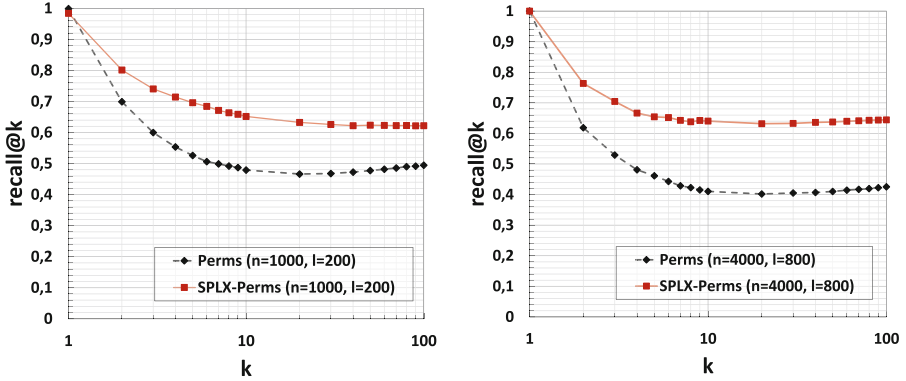 1
0,9
0,8
0,7
0,6
0,5
0,4
0,3
0,2
0,1
0
recall@k
Perms (n=1000, l=200)
SPLX-Perms (n=1000, l=200)
1 10 100
k
1
0,9
0,8
0,7
0,6
0,5
0,4
0,3
0,2
0,1
0
recall@k
Perms (n=4000, l=800)
SPLX-Perms (n=4000, l=800)
1 10 100
k